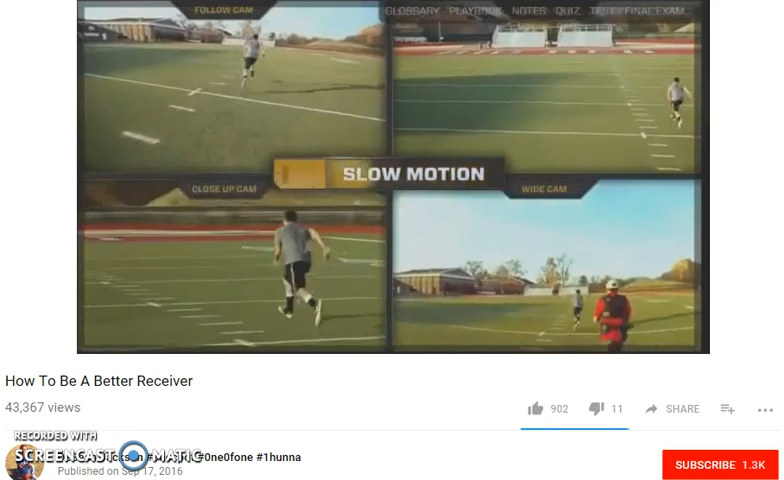 FOLLOW CAM
GLOSSARY PLAYBOOK NOTES QUIZ TEST FINAL EXAM
SLOW MOTION
CLOSE UP CAM
WIDE CAM
How To Be A Better Receiver
43,367 views
902
11
SHARE
RECORDED WITH
SCREENCAST MATIC
#0ne0fone #1hunna
Published on Sep 17, 2016
SUBSCRIBE 1.3K